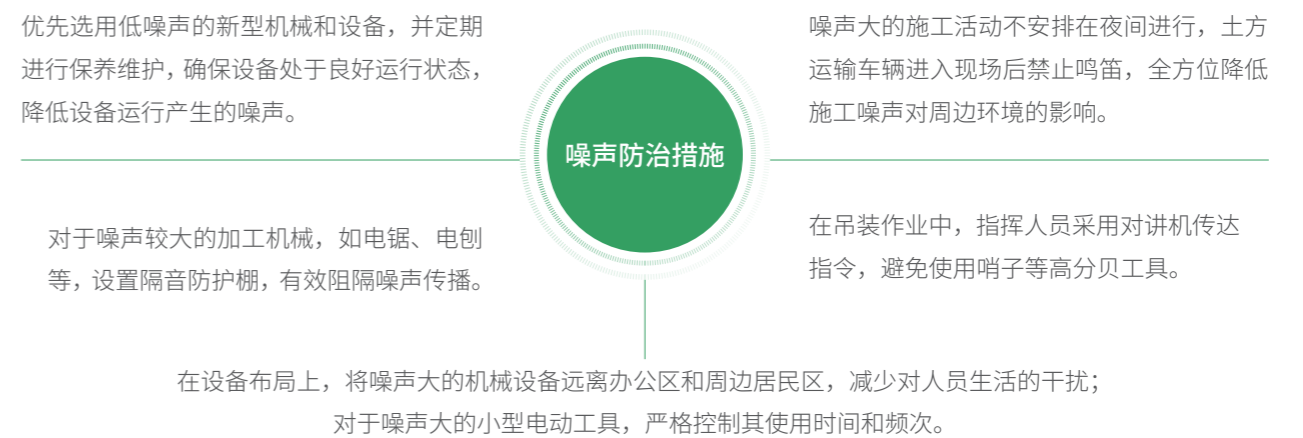 优先选用低噪声的新型机械和设备，并定期
进行保养维护，确保设备处于良好运行状态，
降低设备运行产生的噪声。
噪声大的施工活动不安排在夜间进行，土方
运输车辆进入现场后禁止鸣笛，全方位降低
施工噪声对周边环境的影响。
噪声防治措施
对于噪声较大的加工机械，如电锯、电刨
等，设置隔音防护棚，有效阻隔噪声传播。
在吊装作业中，指挥人员采用对讲机传达
指令，避免使用哨子等高分贝工具。
在设备布局上，将噪声大的机械设备远离办公区和周边居民区，减少对人员生活的干扰；
对于噪声大的小型电动工具，严格控制其使用时间和频次。